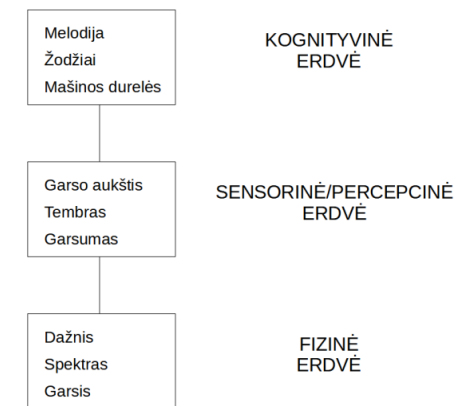 Melodija
Žodžiai
Mašinos durelės
KOGNITYVINĖ
ERDVĖ
Garso aukštis
Tembras
Garsumas
SENSORINĖ/PERCEPCINĖ
ERDVĖ
Dažnis
Spektras
Garsis
FIZINĖ
ERDVĖ